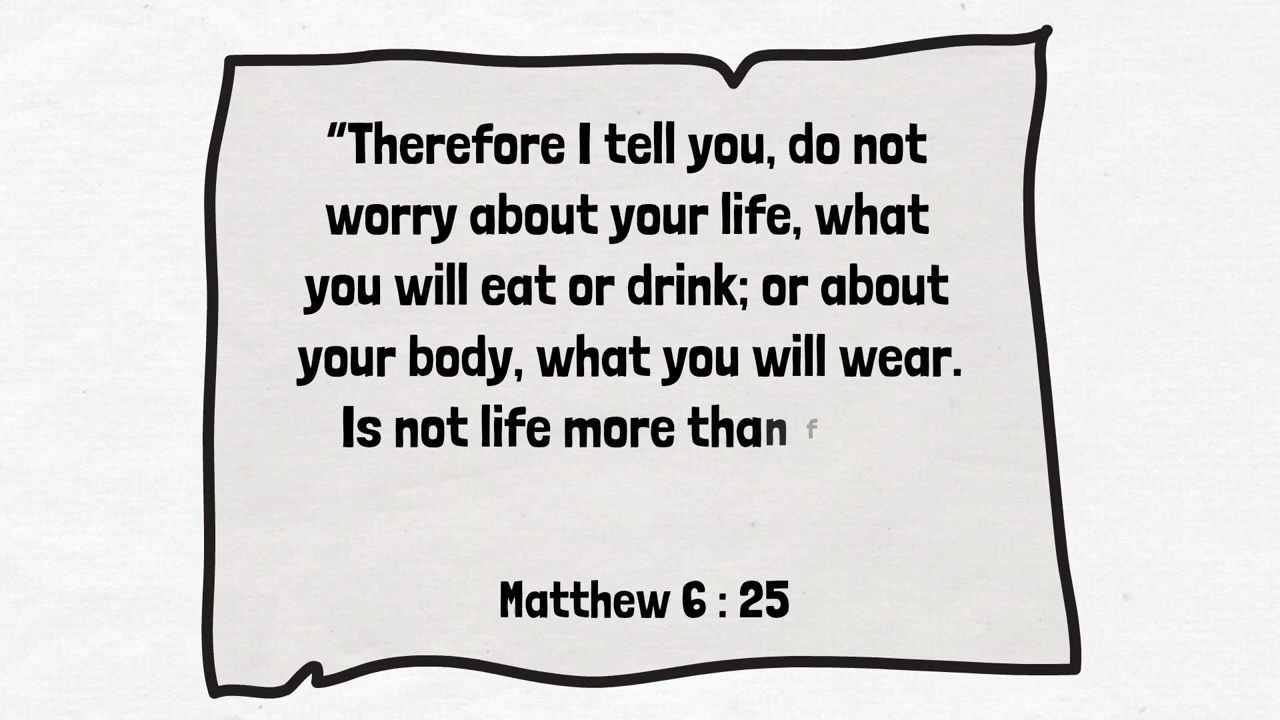 “Therefore I tell you, do not
worry about your life, what
you will eat or drink; or about
your body, what you will wear.
Is not life more than f
Matthew 6 : 25